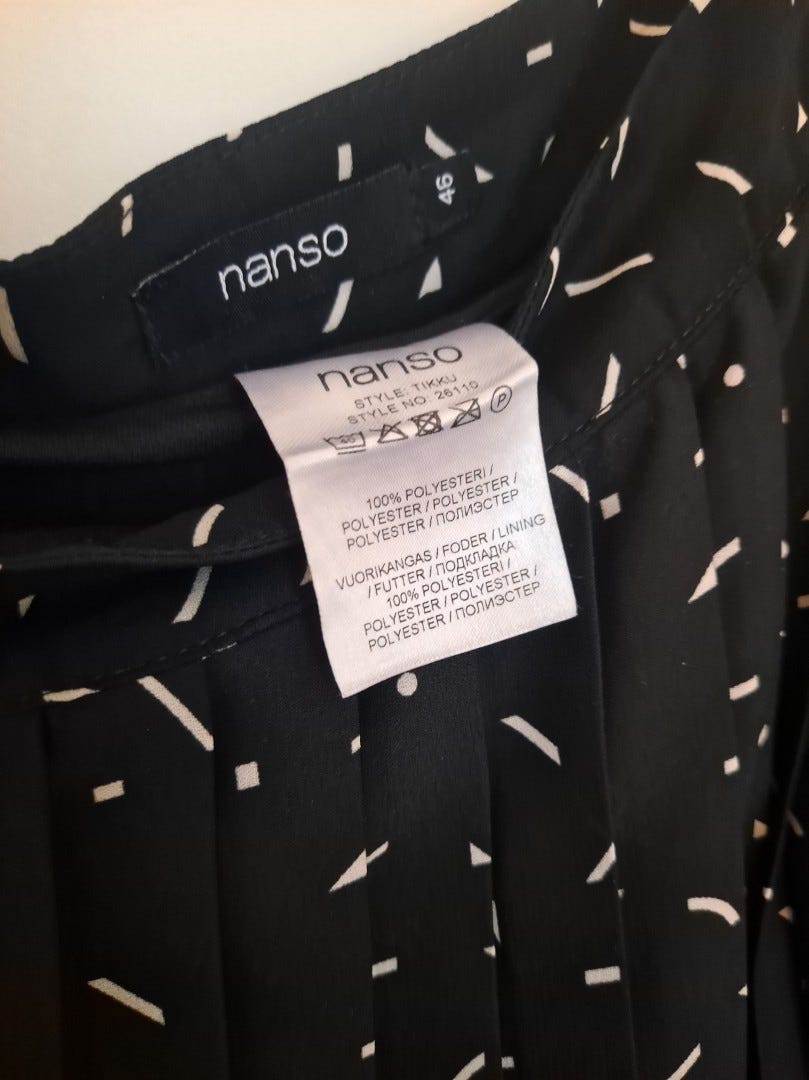 nanso
46
nanso
STYLE: TIKKU
STYLE NO: 26110
P
100% POLYESTERI /
POLYESTER / POLYESTER /
POLYESTER / ПОЛИЭСТЕР
VUORIKANGAS / FODER / LINING
/ FUTTER / ПОДКЛАДКА
100% POLYESTERI /
POLYESTER / POLYESTER /
POLYESTER / ПОЛИЭСТЕР